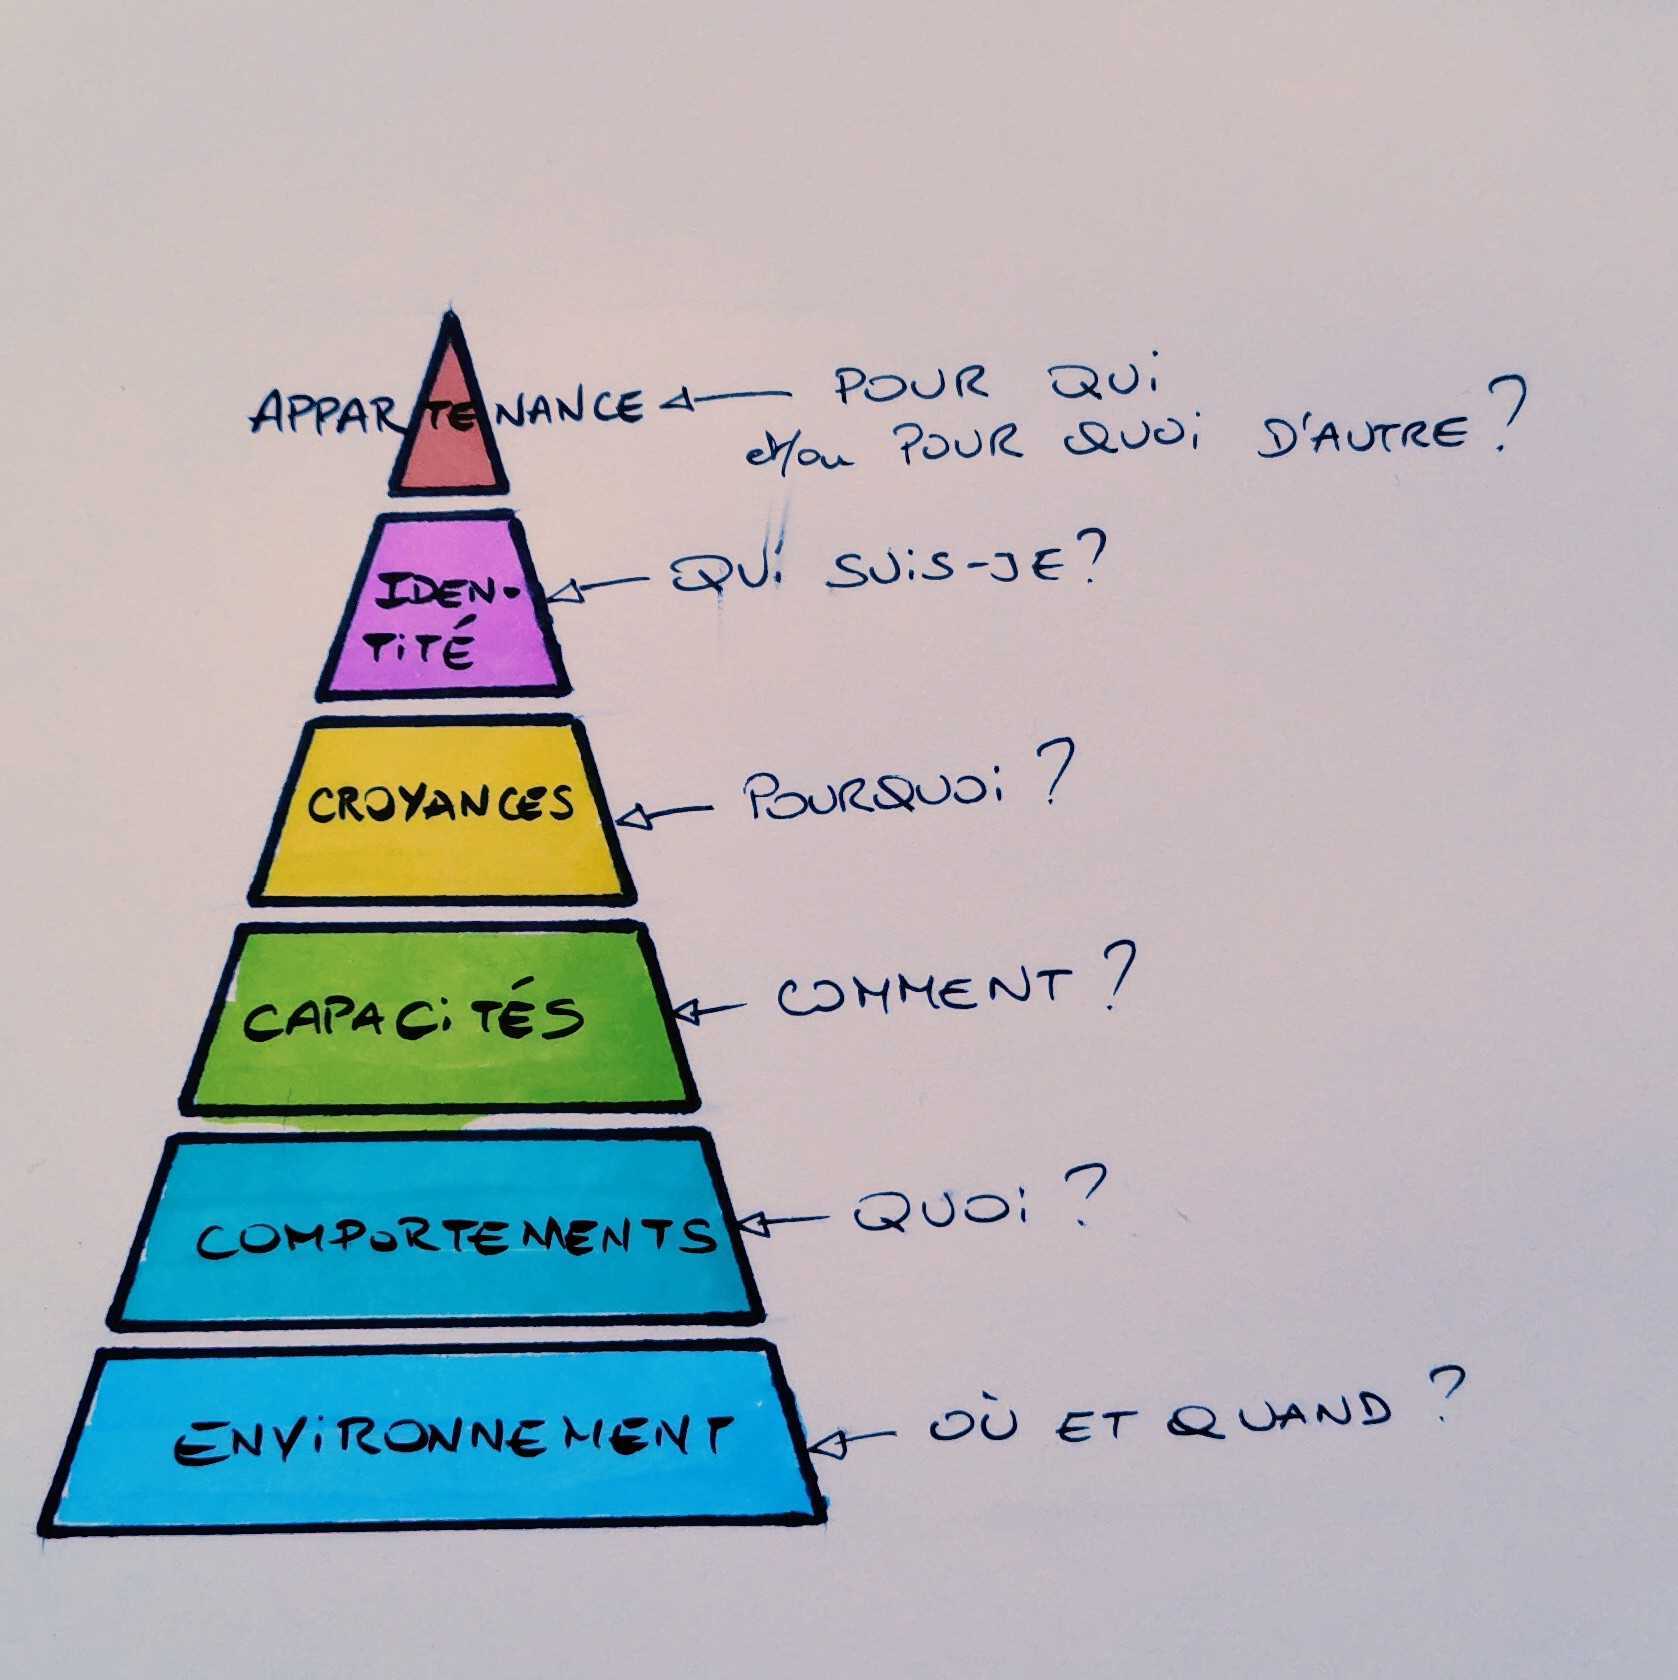 APPARTENANCE
POUR QUI
et/ou POUR QUOI D'AUTRE ?
IDEN-
TITÉ
QUI SUIS-JE ?
CROYANCES
POURQUOI ?
CAPACITÉS
COMMENT ?
COMPORTEMENTS
QUOI ?
ENVIRONNEMENT
OÙ ET QUAND ?